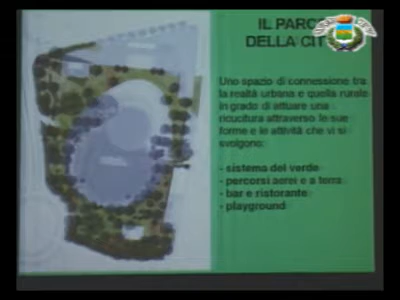 IL PARCO
DELLA CIT
Uno spazio di connessione tra
la realtà urbana e quella rurale
in grado di attuare una
ricucitura attraverso le sue
forme e le attività che vi si
svolgono:
- sistema del verde
- percorsi aerei e a terra
- bar e ristorante
- playground